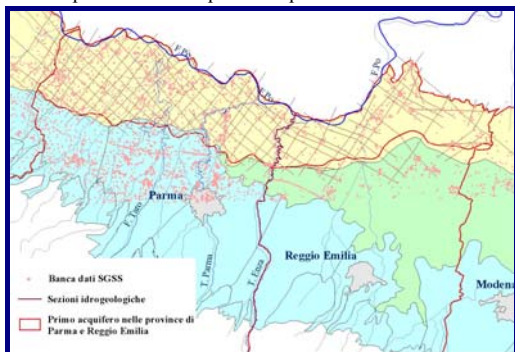 F. Po
F. Po
F. Po
Parma
F. Taro
T. Parma
T. Enza
Reggio Emilia
Modena
Banca dati SGSS
Sezioni idrogeologiche
Primo acquifero nelle province di
Parma e Reggio Emilia